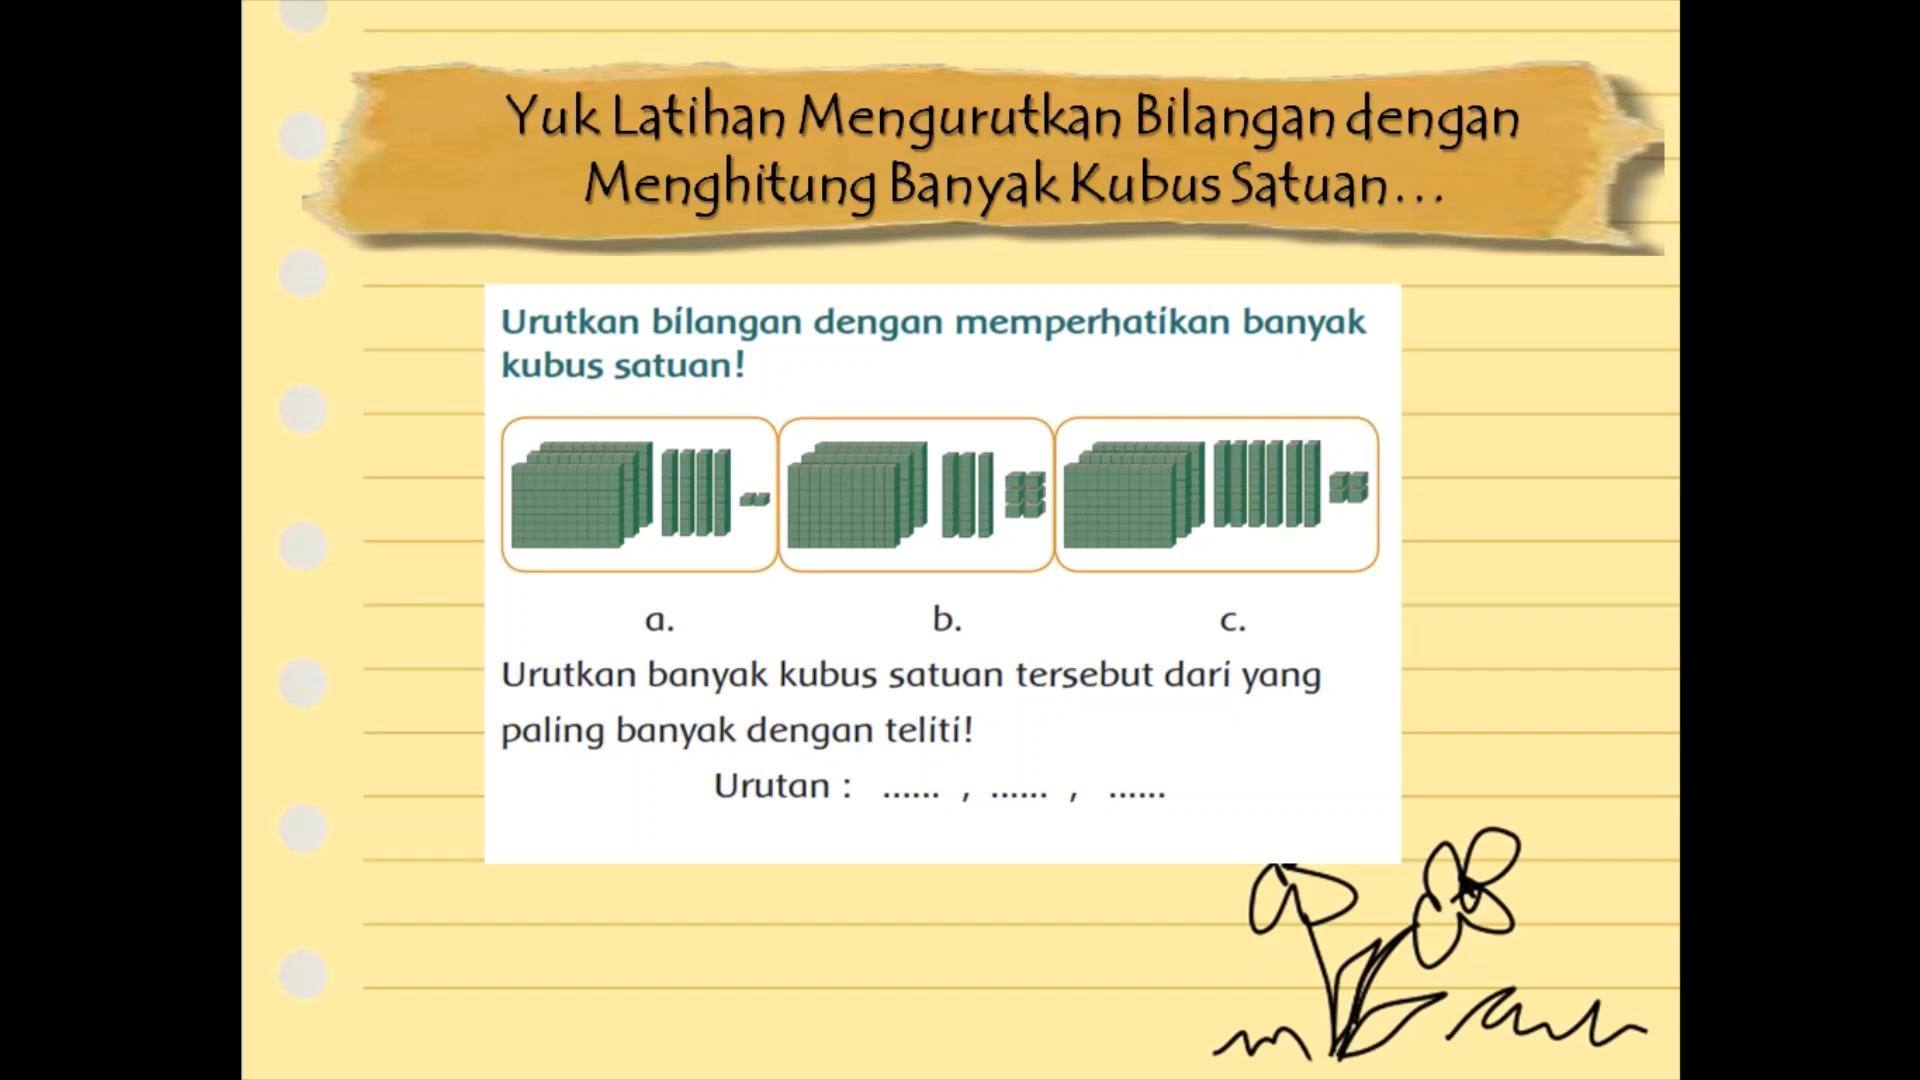 Yuk Latihan Mengurutkan Bilangan dengan
Menghitung Banyak Kubus Satuan...
Urutkan bilangan dengan memperhatikan banyak
kubus satuan!
a. b. c.
Urutkan banyak kubus satuan tersebut dari yang
paling banyak dengan teliti!
Urutan : ...... , ...... , ......